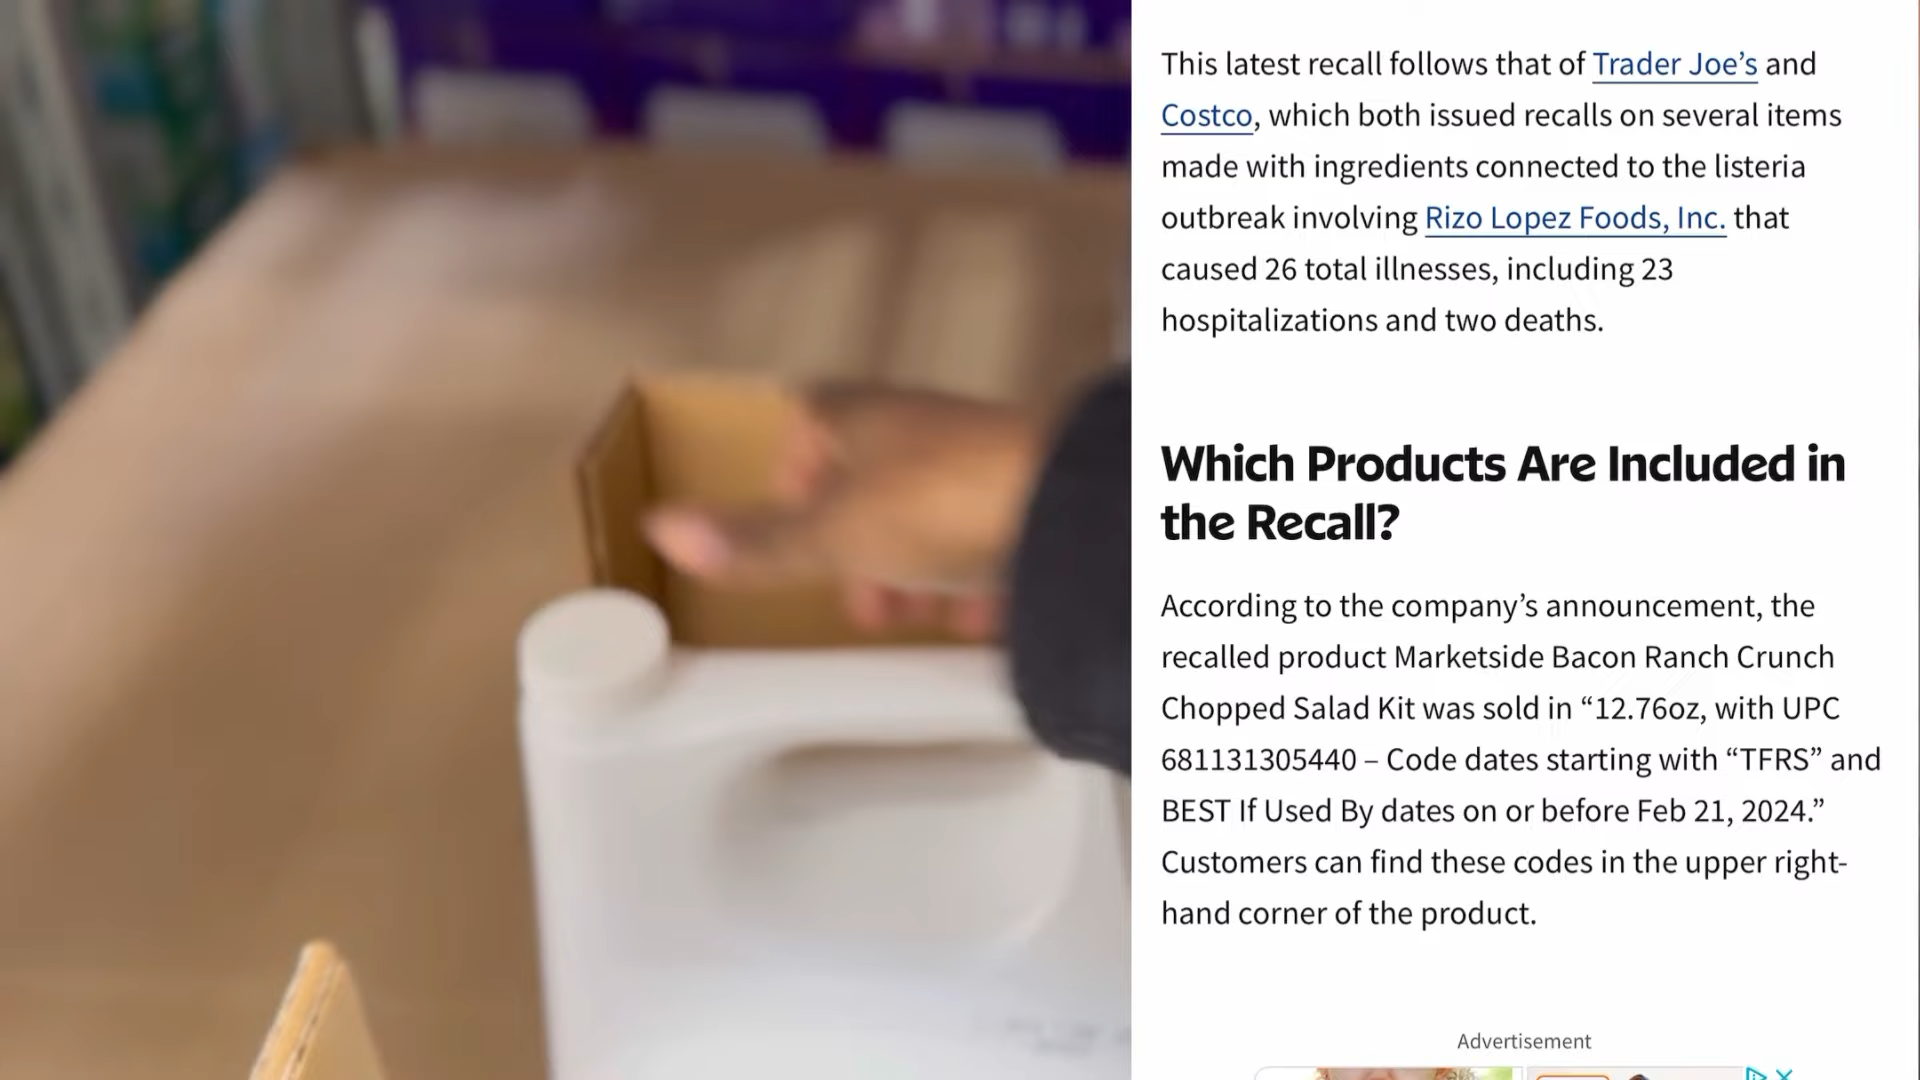 This latest recall follows that of Trader Joe’s and
Costco, which both issued recalls on several items
made with ingredients connected to the listeria
outbreak involving Rizo Lopez Foods, Inc. that
caused 26 total illnesses, including 23
hospitalizations and two deaths.
Which Products Are Included in
the Recall?
According to the company’s announcement, the
recalled product Marketside Bacon Ranch Crunch
Chopped Salad Kit was sold in “12.76oz, with UPC
681131305440 – Code dates starting with “TFRS” and
BEST If Used By dates on or before Feb 21, 2024.”
Customers can find these codes in the upper right-
hand corner of the product.
Advertisement